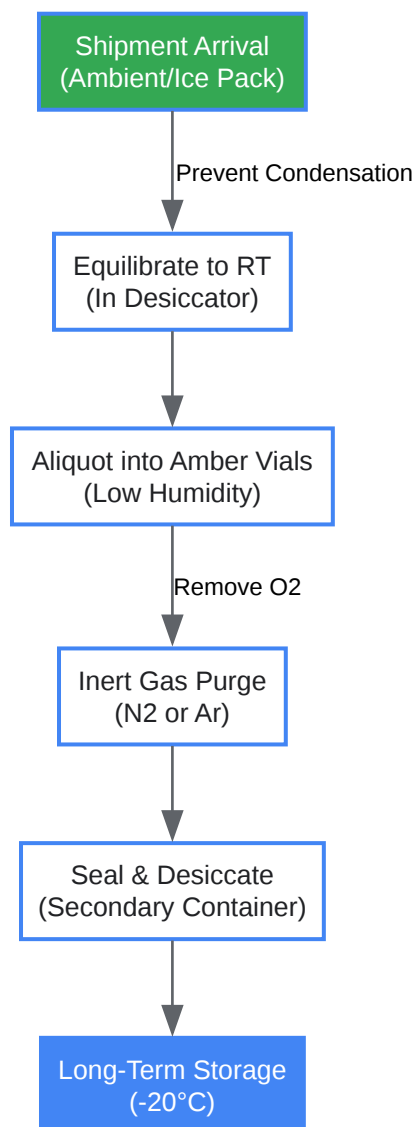 Shipment Arrival
(Ambient/Ice Pack)
Prevent Condensation
Equilibrate to RT
(In Desiccator)
Aliquot into Amber Vials
(Low Humidity)
Remove O2
Inert Gas Purge
(N2 or Ar)
Seal & Desiccate
(Secondary Container)
Long-Term Storage
(-20°C)